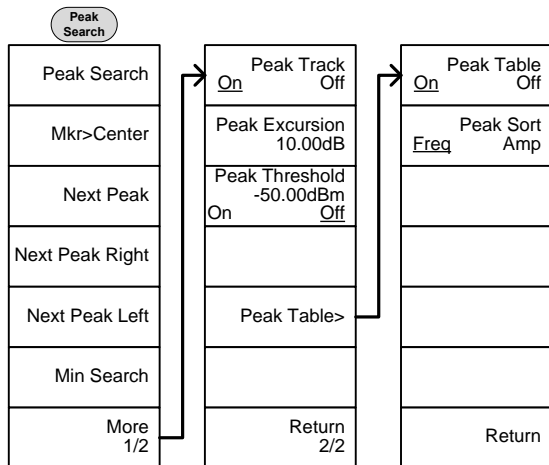 Peak
Search
Peak Search
Mkr>Center
Next Peak
Next Peak Right
Next Peak Left
Min Search
More
1/2
Peak Track
On Off
Peak Excursion
10.00dB
Peak Threshold
-50.00dBm
On Off
Peak Table>
Return
2/2
Peak Table
On Off
Peak Sort
Freq Amp
Return